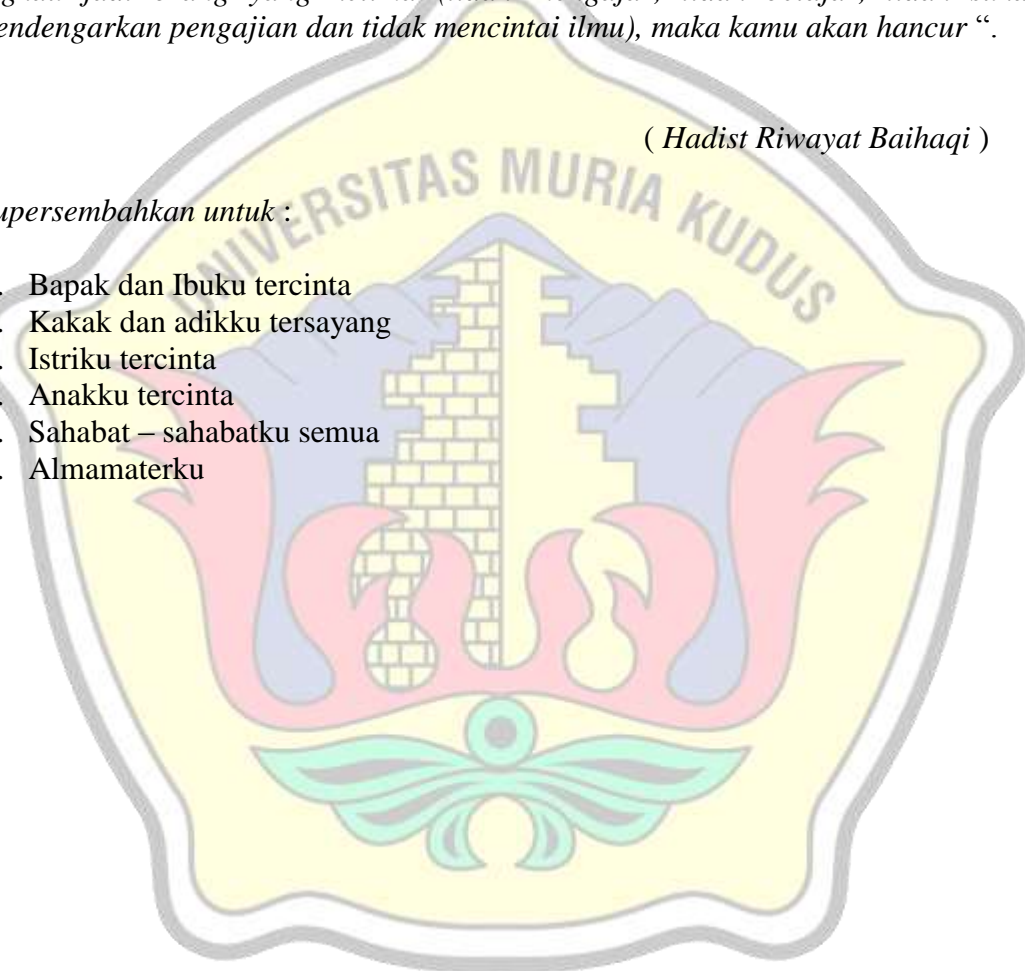 mendengarkan pengajian dan tidak mencintai ilmu), maka kamu akan hancur “.
( Hadist Riwayat Baihaqi )
UNIVERSITAS MURIA KUDUS
upersembahkan untuk :
. Bapak dan Ibuku tercinta
. Kakak dan adikku tersayang
. Istriku tercinta
. Anakku tercinta
. Sahabat – sahabatku semua
. Almamaterku